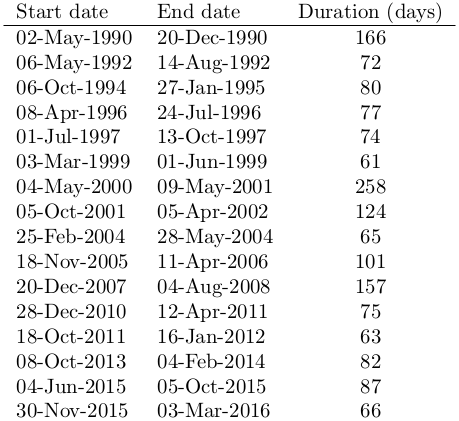 Start date End date Duration (days)
02-May-1990 20-Dec-1990 166
06-May-1992 14-Aug-1992 72
06-Oct-1994 27-Jan-1995 80
08-Apr-1996 24-Jul-1996 77
01-Jul-1997 13-Oct-1997 74
03-Mar-1999 01-Jun-1999 61
04-May-2000 09-May-2001 258
05-Oct-2001 05-Apr-2002 124
25-Feb-2004 28-May-2004 65
18-Nov-2005 11-Apr-2006 101
20-Dec-2007 04-Aug-2008 157
28-Dec-2010 12-Apr-2011 75
18-Oct-2011 16-Jan-2012 63
08-Oct-2013 04-Feb-2014 82
04-Jun-2015 05-Oct-2015 87
30-Nov-2015 03-Mar-2016 66